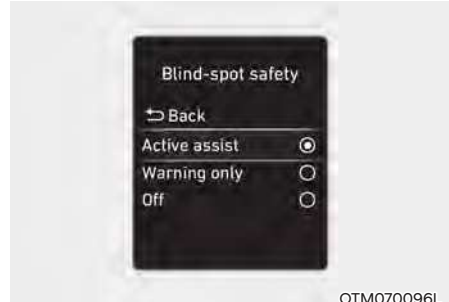 Blind-spot safety
Back
Active assist
Warning only
Off
OTM070096L